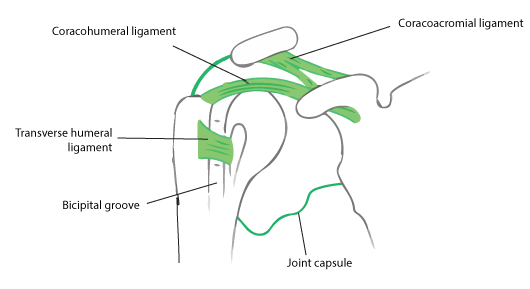 Coracoacromial ligament
Coracohumeral ligament
Transverse humeral
ligament
Bicipital groove
Joint capsule